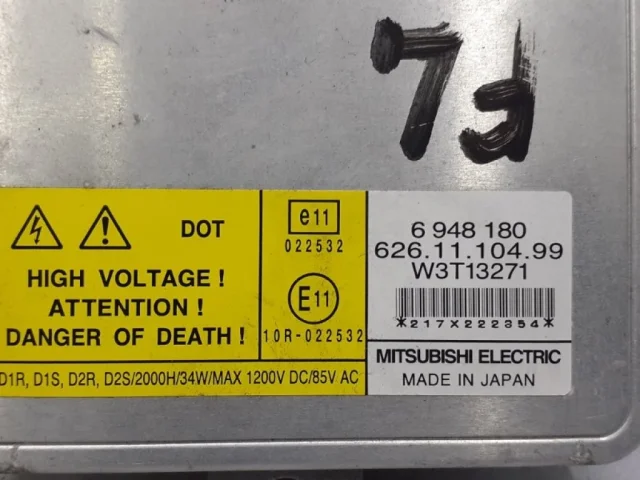 DOT
HIGH VOLTAGE !
ATTENTION !
DANGER OF DEATH !
e11
022532
E11
10R-022532
6 948 180
626.11.104.99
W3T13271
*217X222354*
MITSUBISHI ELECTRIC
MADE IN JAPAN
D1R, D1S, D2R, D2S/2000H/34W/MAX 1200V DC/85V AC